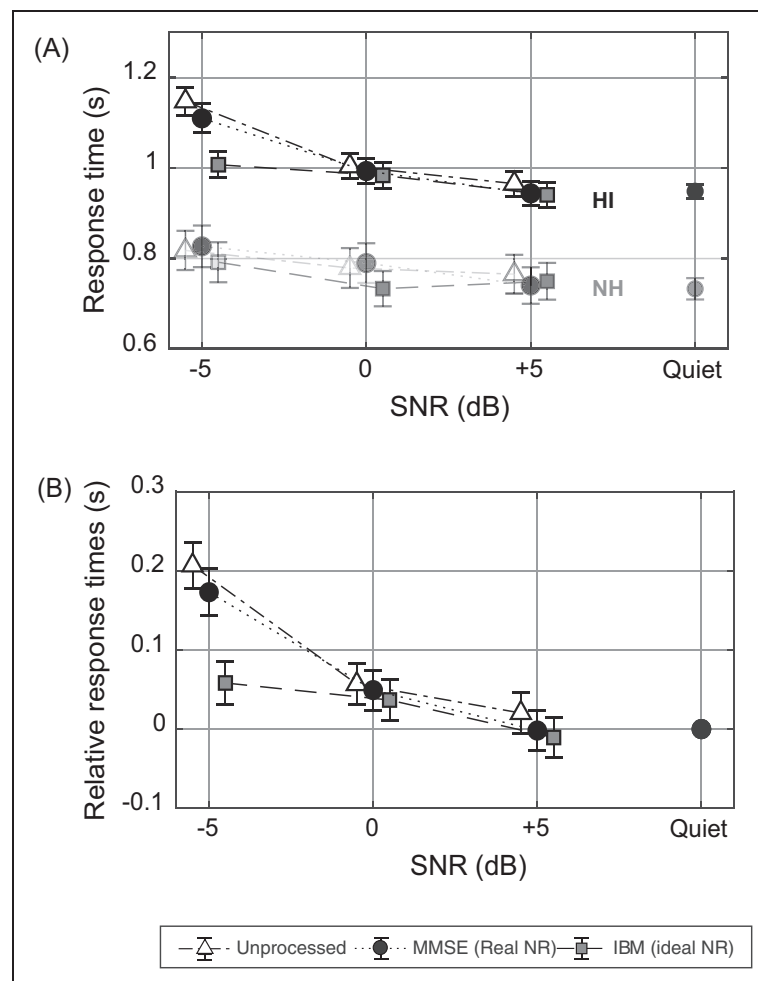 (A)
Response time (s)
1.2
1
0.8
0.6
HI
NH
-5
0
+5
Quiet
SNR (dB)
(B)
Relative response times (s)
0.3
0.2
0.1
0
-0.1
-5
0
+5
Quiet
SNR (dB)
Unprocessed MMSE (Real NR) IBM (ideal NR)